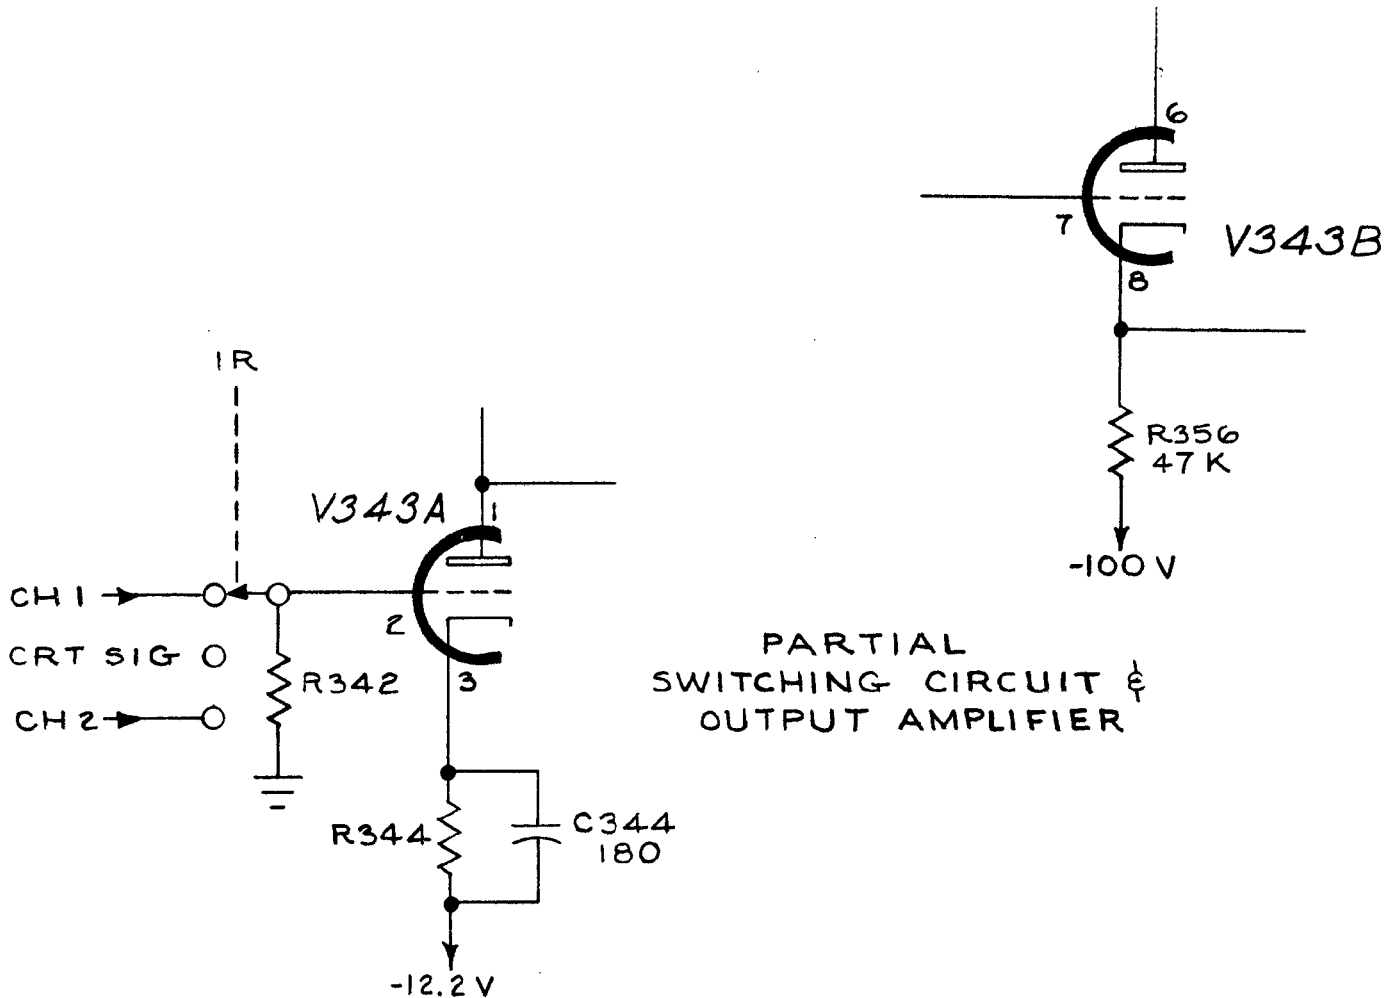 6
7
V343B
8
1R
R356
47 K
-100 V
V343A
1
CH 1
2
CRT SIG
R342
3
CH 2
PARTIAL
SWITCHING CIRCUIT &
OUTPUT AMPLIFIER
R344
C344
180
-12.2 V